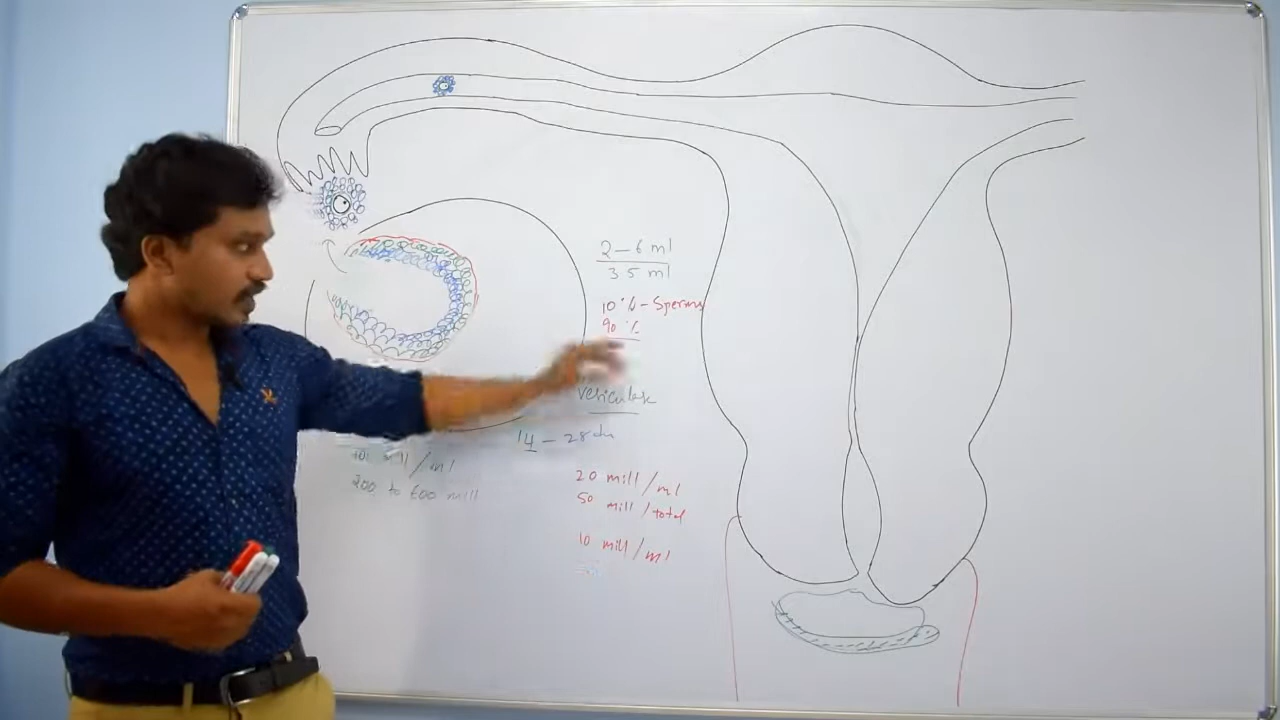 2 - 6 ml
3 5 ml
10 % - Sperms
90 %
vesicular
14 - 28
mill / ml
200 to 600 mill
20 mill / ml
50 mill / total
10 mill / ml